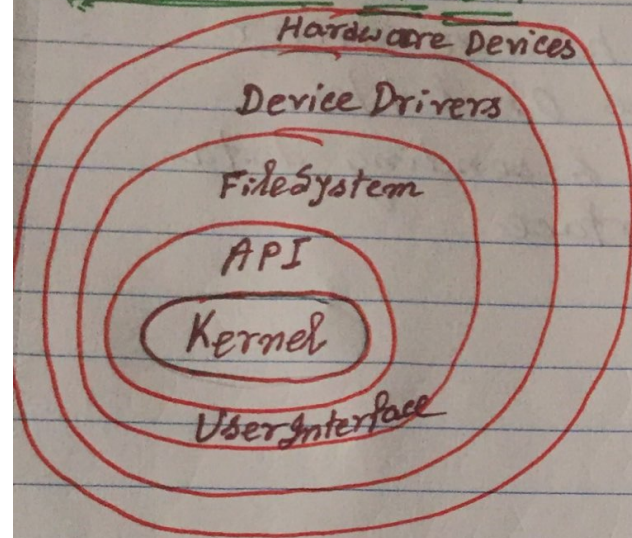 Hardware Devices
Device Drivers
FileSystem
API
Kernel
UserInterface